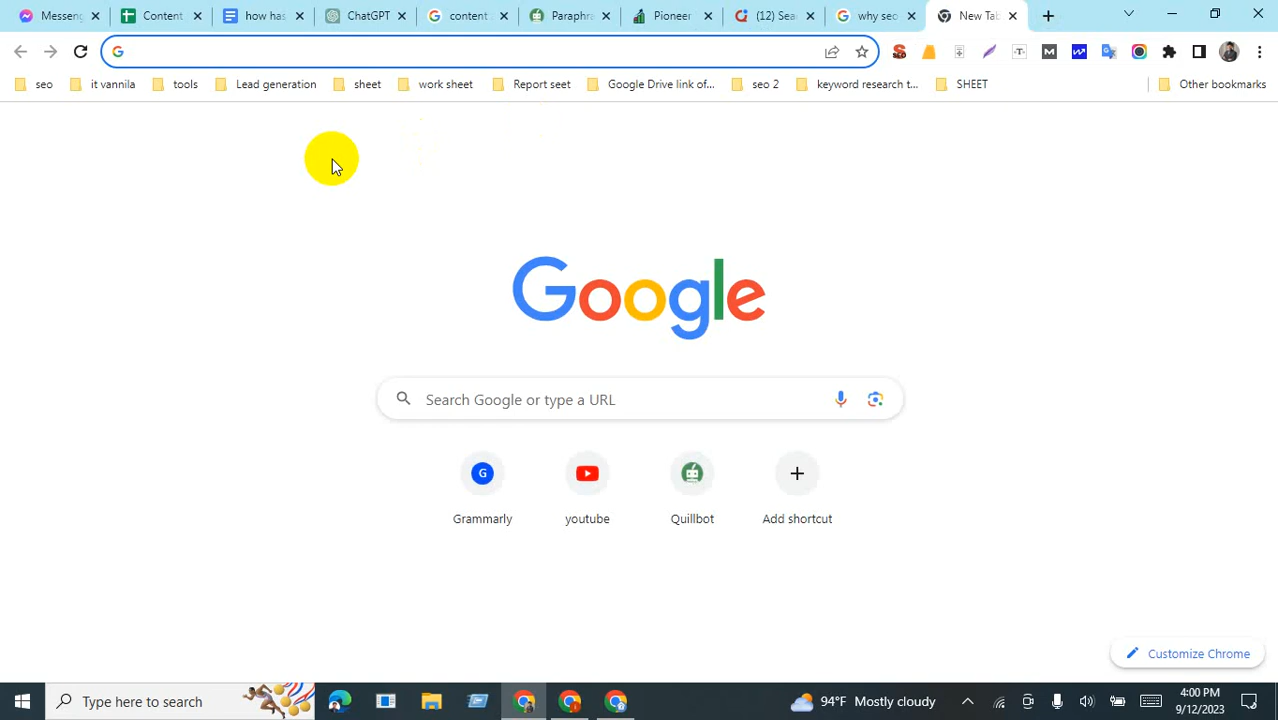 Messeng
Content
how has
ChatGPT
content
Paraphra
Pioneer
(12) Sea
why seo
New Tab
seo
it vannila
tools
Lead generation
sheet
work sheet
Report seet
Google Drive link of...
seo 2
keyword research t...
SHEET
Other bookmarks
Google
Search Google or type a URL
Grammarly
youtube
Quillbot
Add shortcut
Customize Chrome
Type here to search
94°F Mostly cloudy
4:00 PM
9/12/2023